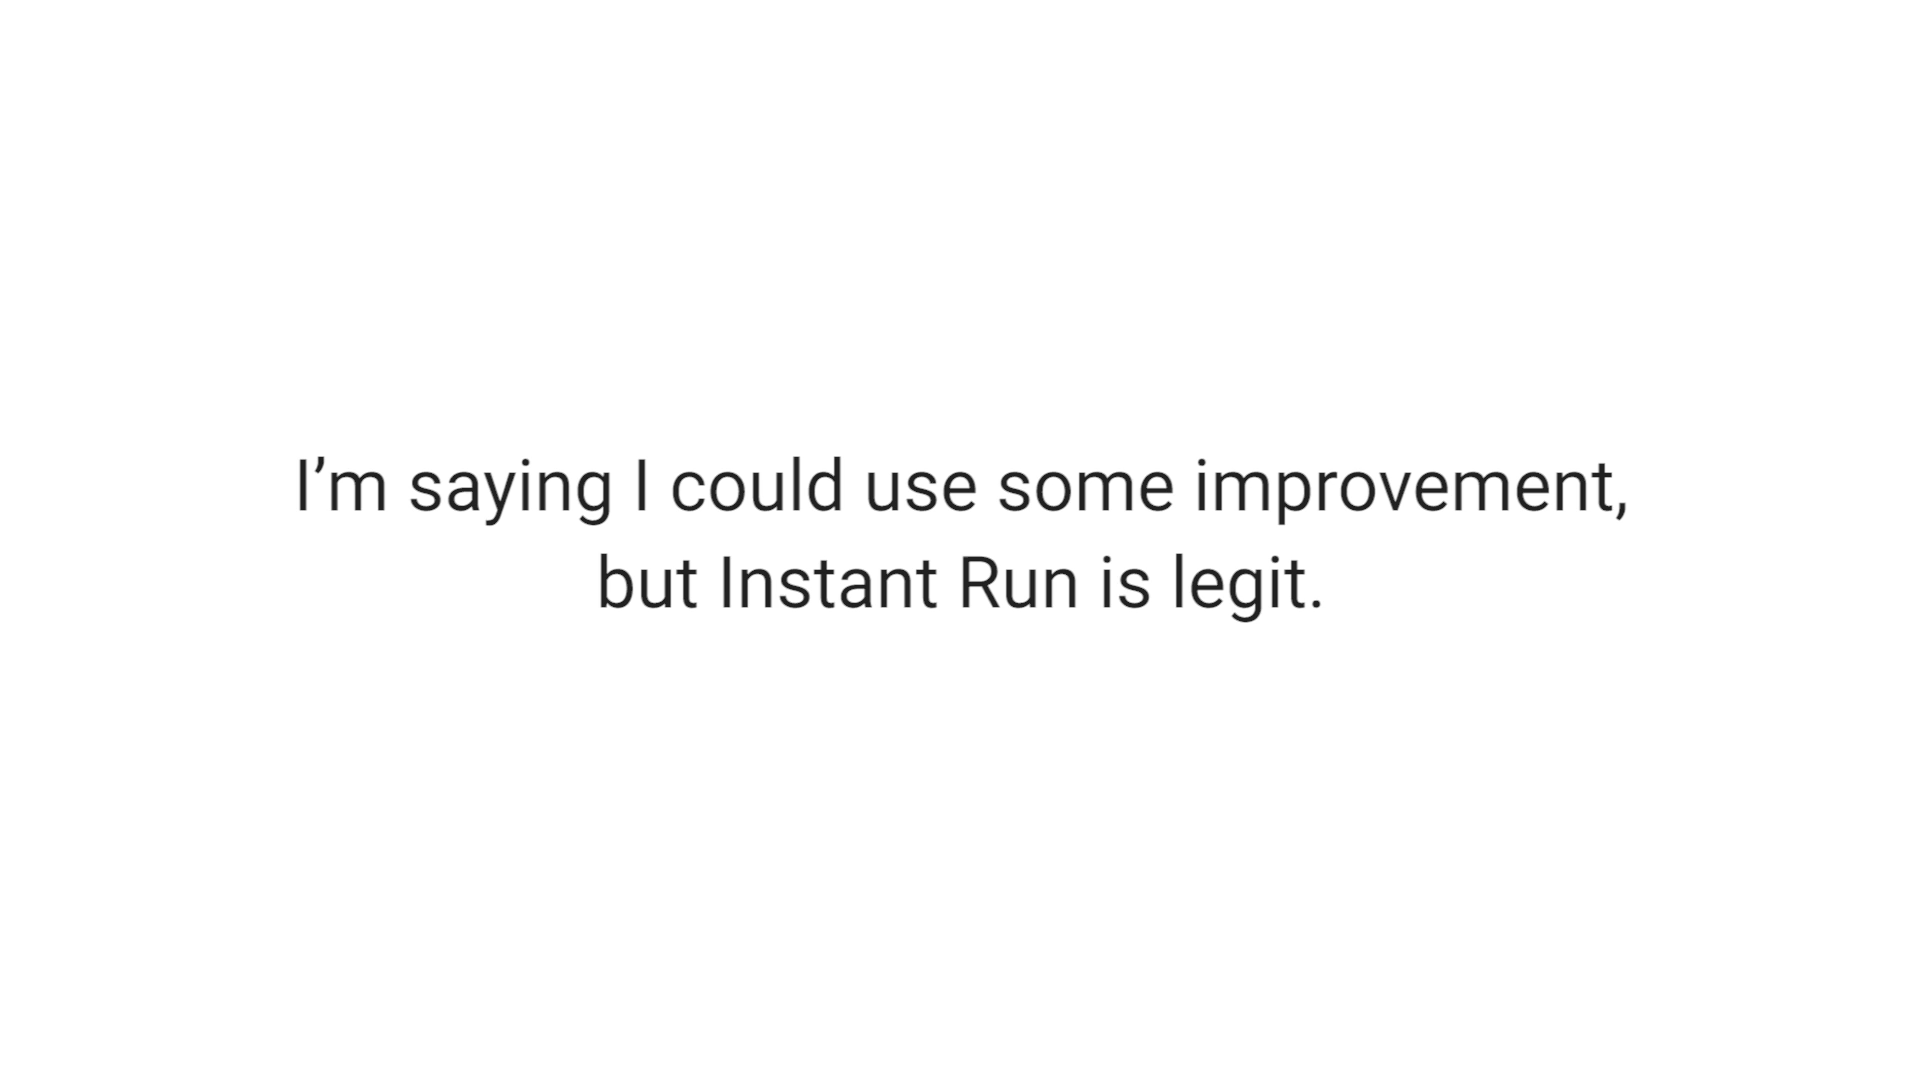 I’m saying I could use some improvement,
but Instant Run is legit.